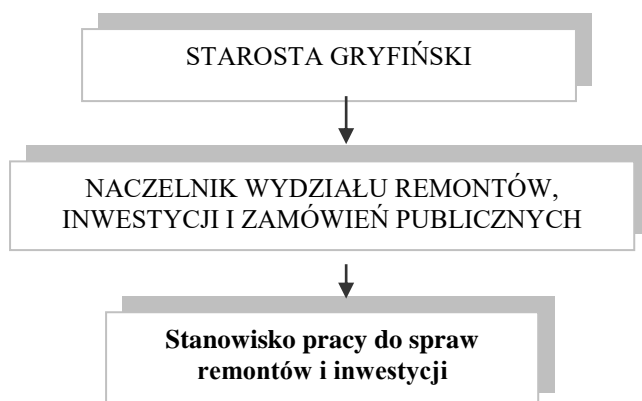 STAROSTA GRYFIŃSKI
NACZELNIK WYDZIAŁU REMONTÓW,
INWESTYCJI I ZAMÓWIEŃ PUBLICZNYCH
Stanowisko pracy do spraw
remontów i inwestycji